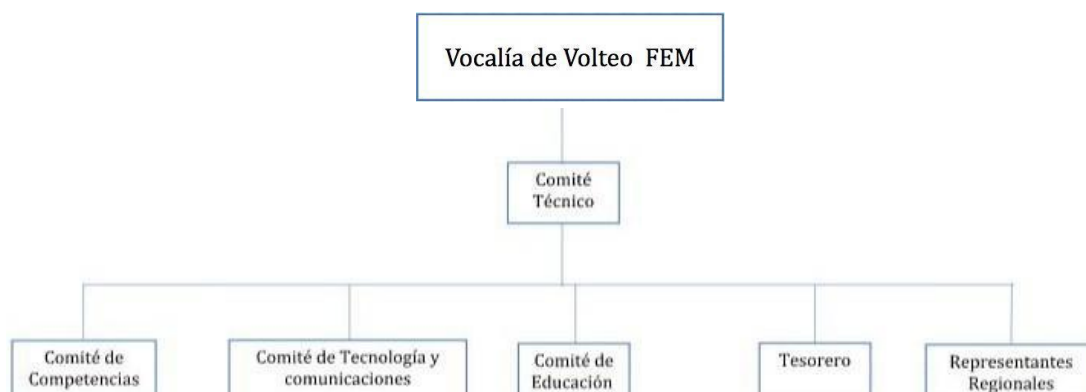 Vocalía de Volteo FEM
Comité
Técnico
Comité de
Competencias
Comité de Tecnología y
comunicaciones
Comité de
Educación
Tesorero
Representantes
Regionales